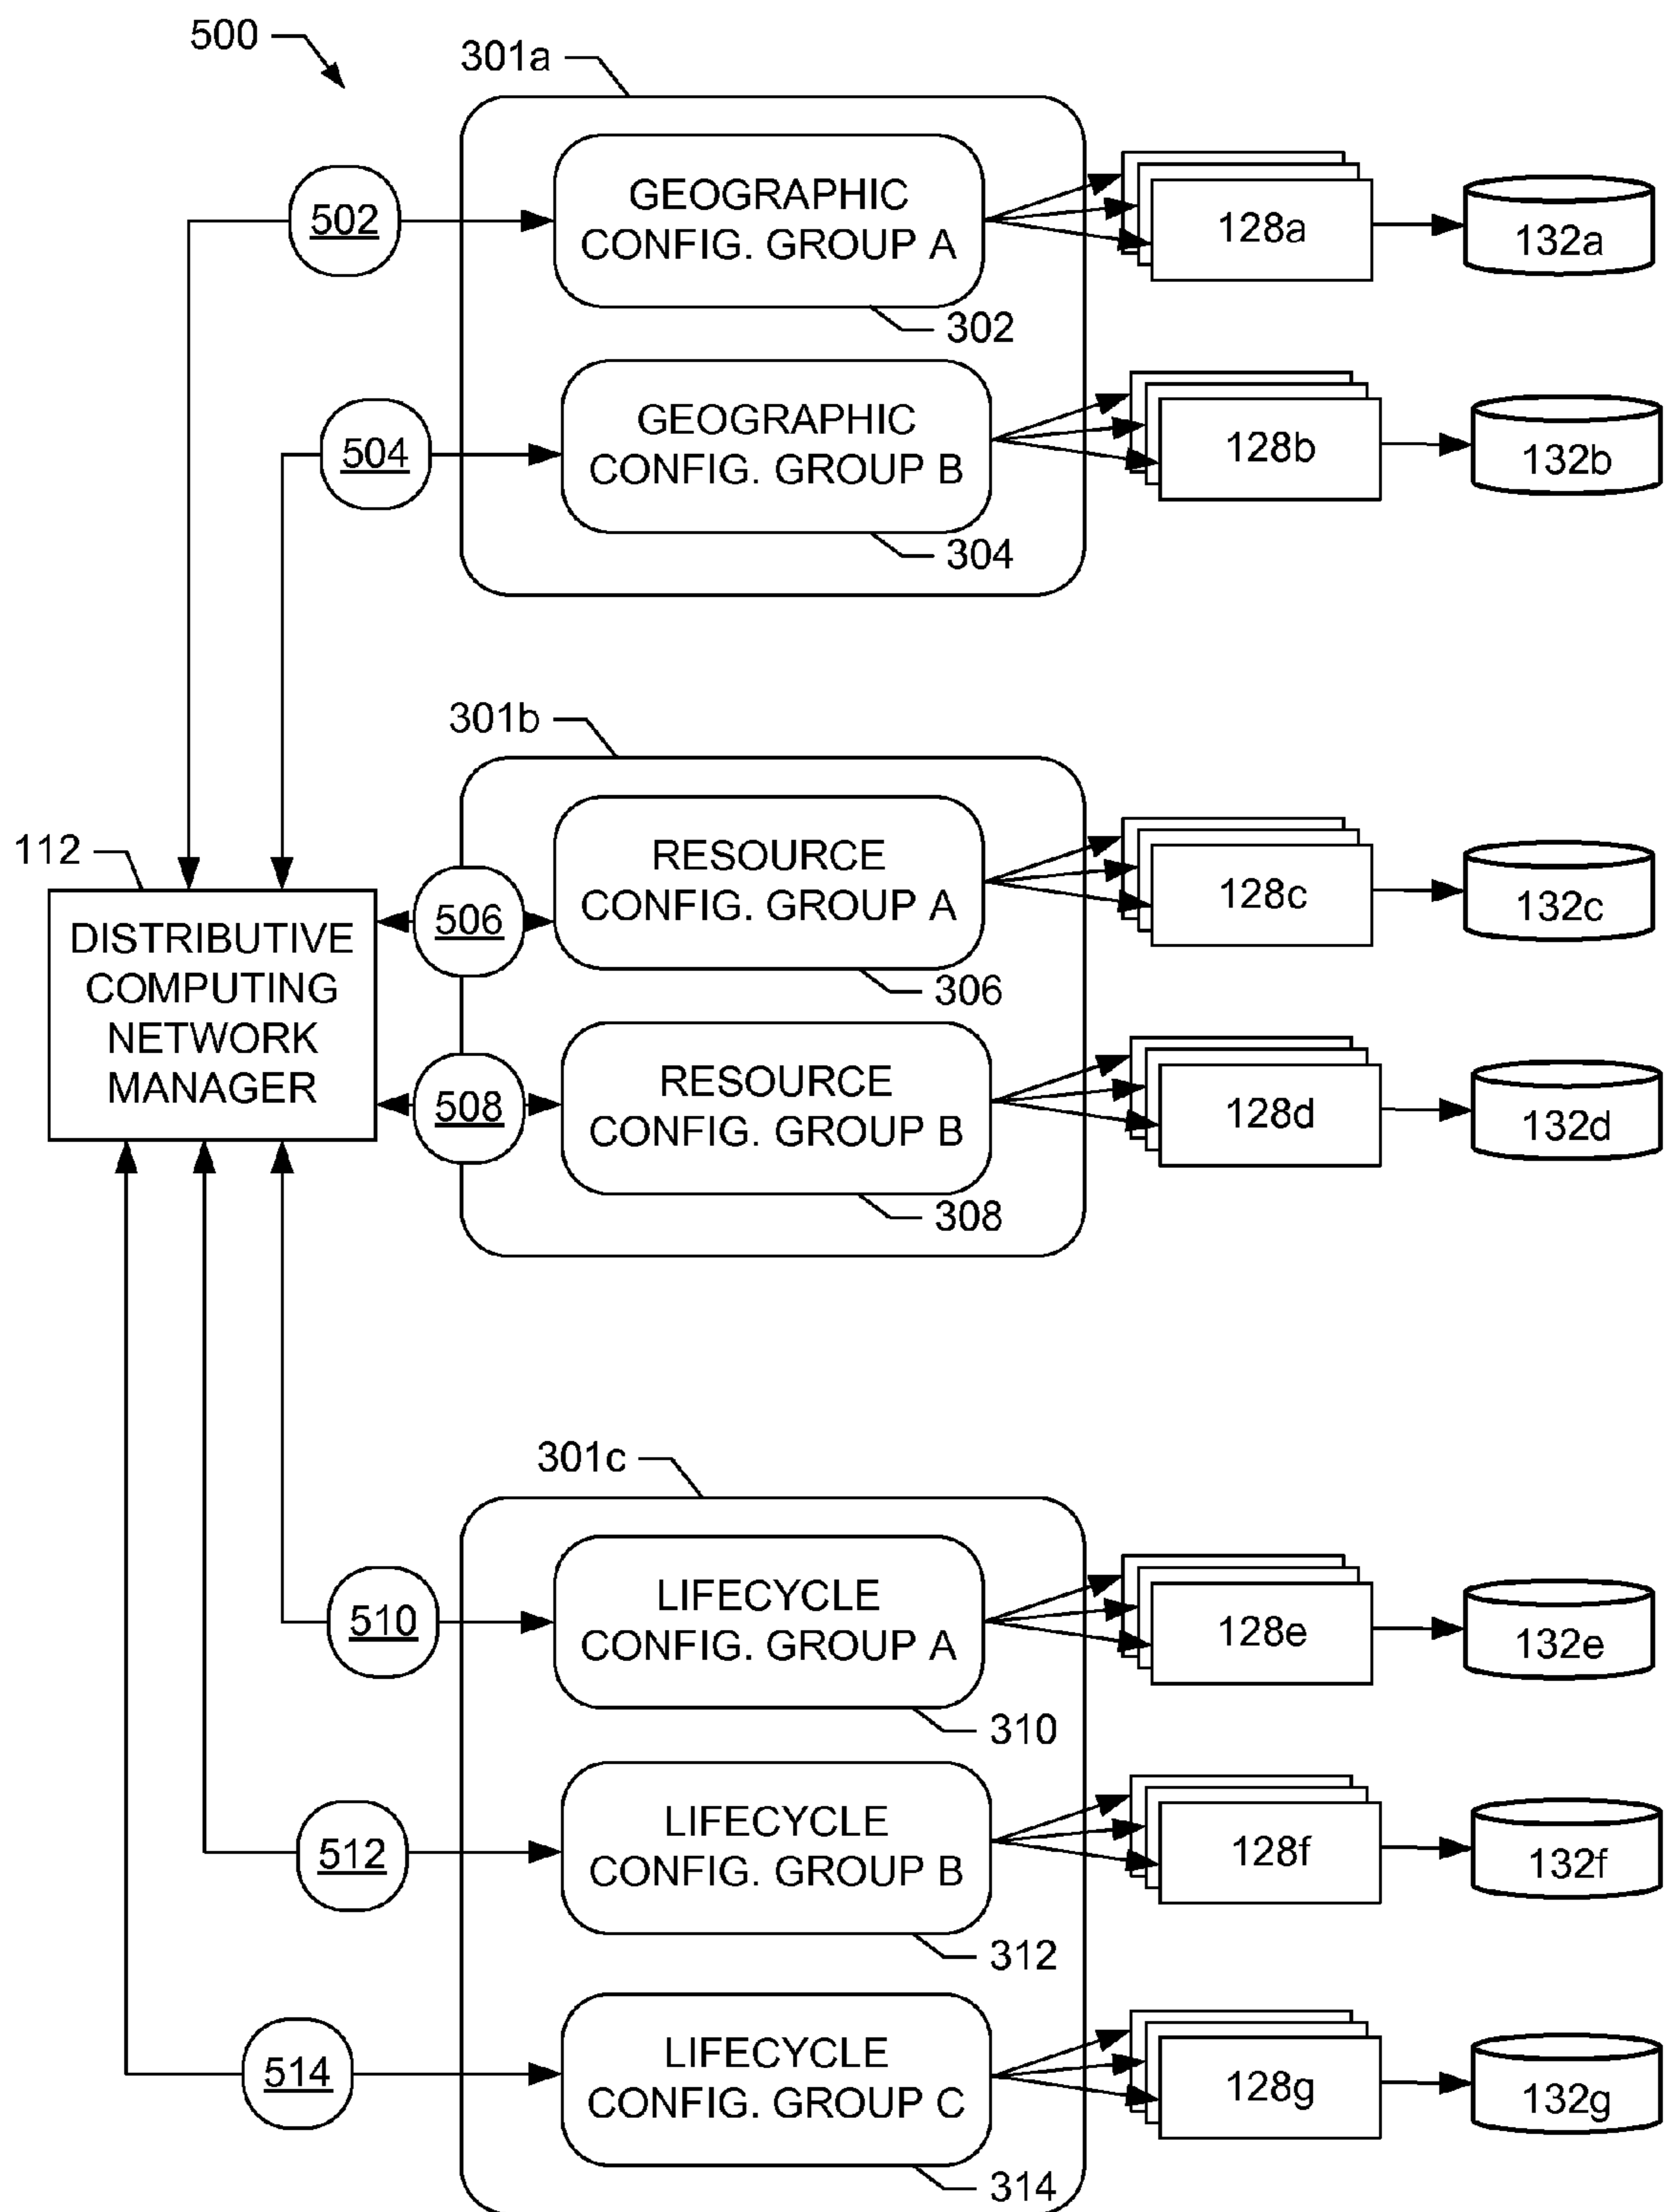 500
301a
502
GEOGRAPHIC
CONFIG. GROUP A
128a
132a
302
504
GEOGRAPHIC
CONFIG. GROUP B
128b
132b
304
301b
112
DISTRIBUTIVE
COMPUTING
NETWORK
MANAGER
506
RESOURCE
CONFIG. GROUP A
128c
132c
306
508
RESOURCE
CONFIG. GROUP B
128d
132d
308
301c
510
LIFECYCLE
CONFIG. GROUP A
128e
132e
310
512
LIFECYCLE
CONFIG. GROUP B
128f
132f
312
514
LIFECYCLE
CONFIG. GROUP C
128g
132g
314